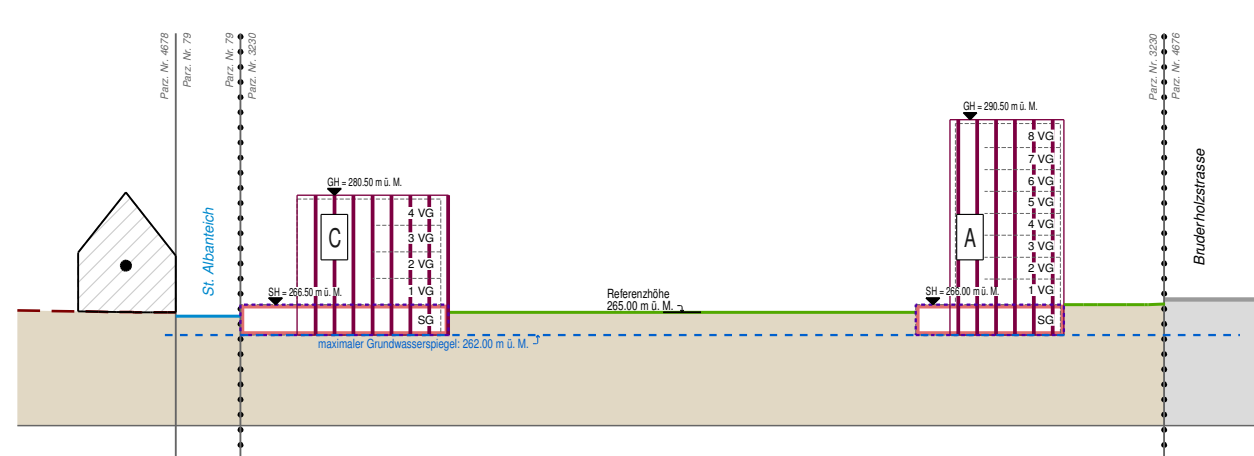 Parz. Nr. 4678
Parz. Nr. 79
Parz. Nr. 79
Parz. Nr. 3230
Parz. Nr. 3230
Parz. Nr. 4676
GH = 290.50 m ü. M.
8 VG
7 VG
6 VG
5 VG
4 VG
3 VG
2 VG
1 VG
SG
A
SH = 266.00 m ü. M.
Bruderholzstrasse
GH = 280.50 m ü. M.
4 VG
3 VG
2 VG
1 VG
SG
C
SH = 266.50 m ü. M.
St. Albanteich
Referenzhöhe
265.00 m ü. M.
maximaler Grundwasserspiegel: 262.00 m ü. M.